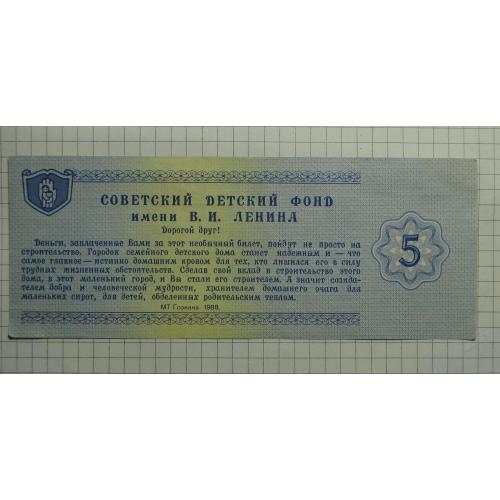 СОВЕТСКИЙ ДЕТСКИЙ ФОНД
имени В. И. ЛЕНИНА
Дорогой друг!
Деньги, заплаченные Вами за этот необычный билет, пойдут не просто на
строительство. Городок семейного детского дома станет надежным и — что
самое главное — истинно домашним кровом для тех, кто лишился его в силу
трудных жизненных обстоятельств. Сделав свой вклад в строительство этого
дома, в этот маленький город, и Вы стали его строителем. А значит созида-
телем добра и человеческой мудрости, хранителем домашнего очага для
маленьких сирот, для детей, обделенных родительским теплом.
МТ Гознака. 1988.
5